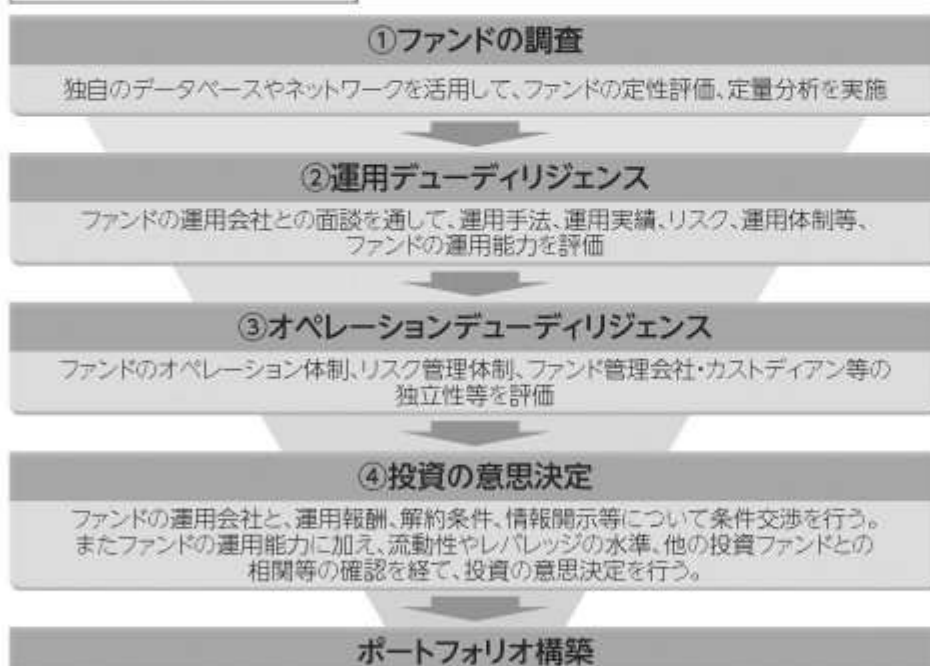 ①ファンドの調査
独自のデータベースやネットワークを活用して、ファンドの定性評価、定量分析を実施
②運用デューディリジェンス
ファンドの運用会社との面談を通して、運用手法、運用実績、リスク、運用体制等、
ファンドの運用能力を評価
③オペレーションデューディリジェンス
ファンドのオペレーション体制、リスク管理体制、ファンド管理会社・カストディアン等の
独立性等を評価
④投資の意思決定
ファンドの運用会社と、運用報酬、解約条件、情報開示等について条件交渉を行う。
またファンドの運用能力に加え、流動性やレバレッジの水準、他の投資ファンドとの
相関等の確認を経て、投資の意思決定を行う。
ポートフォリオ構築